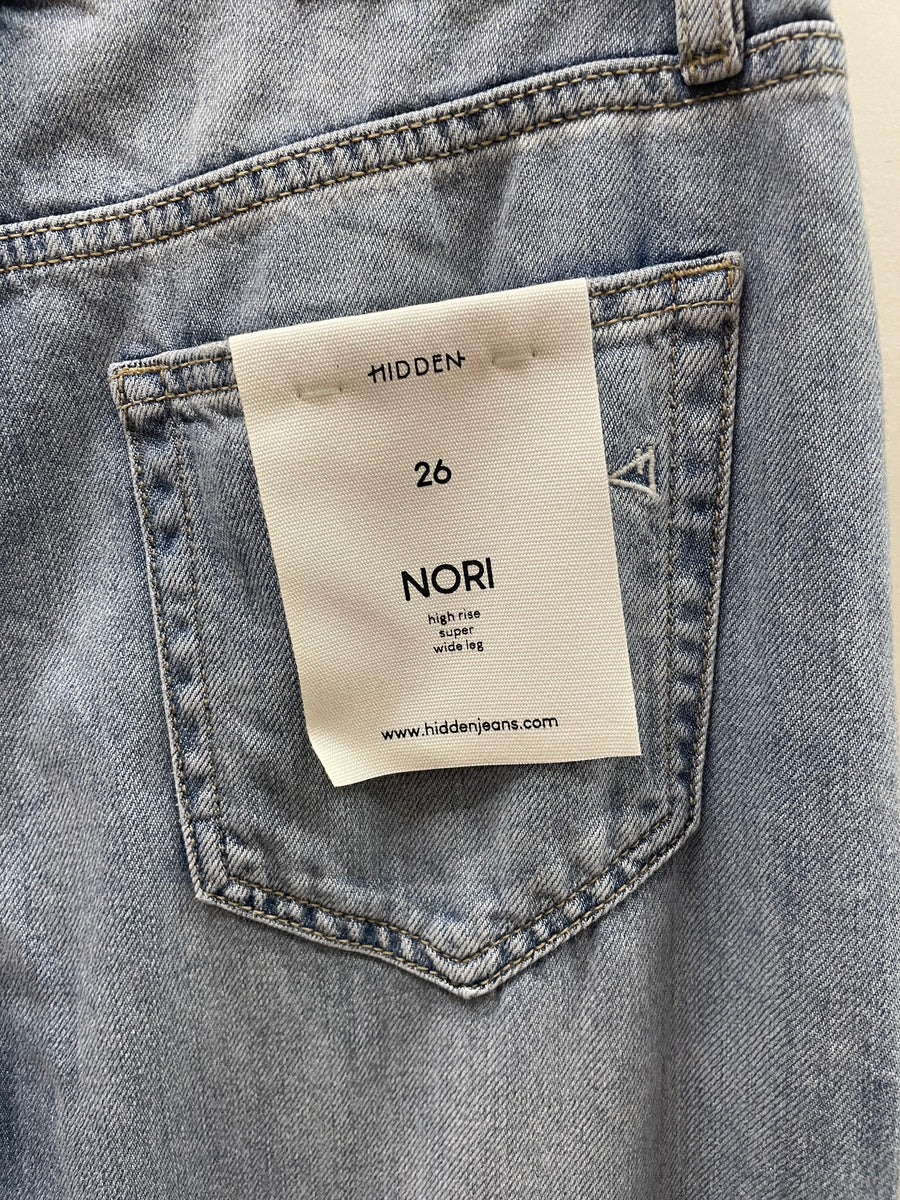 HIDDEN
26
NORI
high rise
super
wide leg
www.hiddenjeans.com